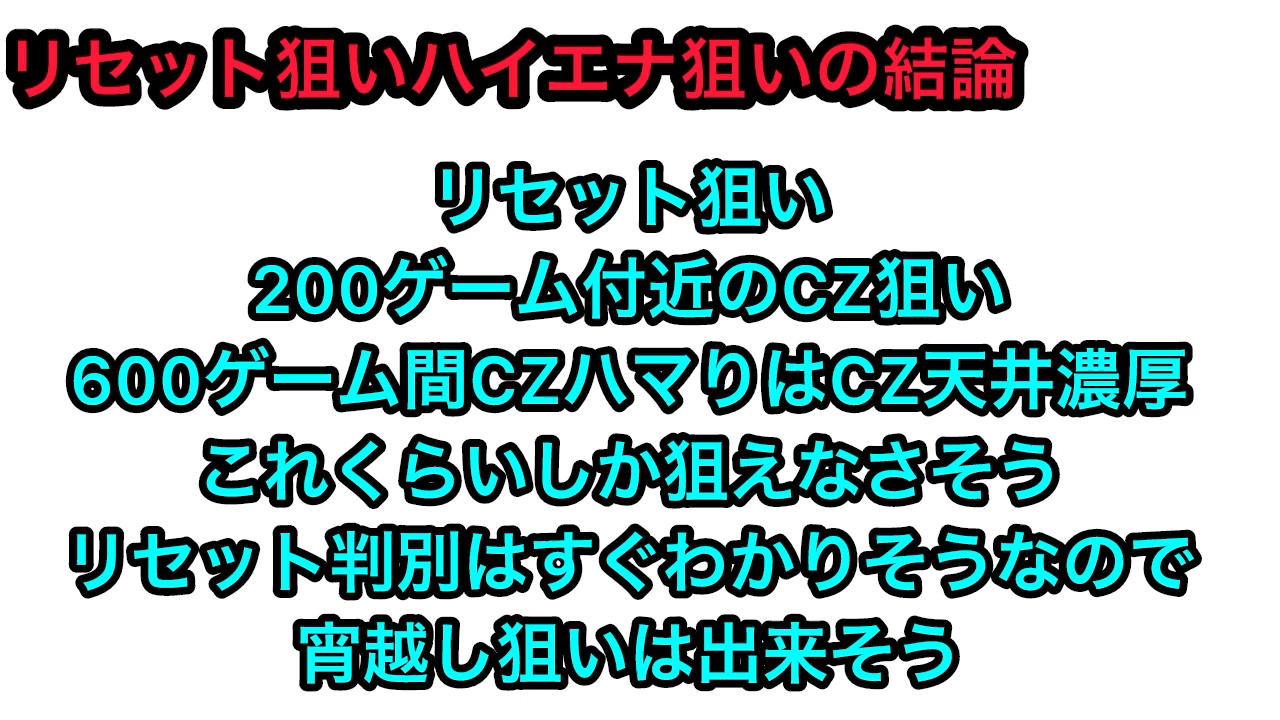 リセット狙いハイエナ狙いの結論
リセット狙い
200ゲーム付近のCZ狙い
600ゲーム間CZハマりはCZ天井濃厚
これくらいしか狙えなさそう
リセット判別はすぐわかりそうなので
宵越し狙いは出来そう